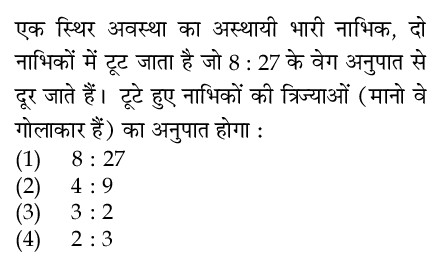 एक स्थिर अवस्था का अस्थायी भारी नाभिक, दो
नाभिकों में टूट जाता है जो 8 : 27 के वेग अनुपात से
दूर जाते हैं। टूटे हुए नाभिकों की त्रिज्याओं (मानो वे
गोलाकार हैं) का अनुपात होगा :
(1) 8 : 27
(2) 4 : 9
(3) 3 : 2
(4) 2 : 3